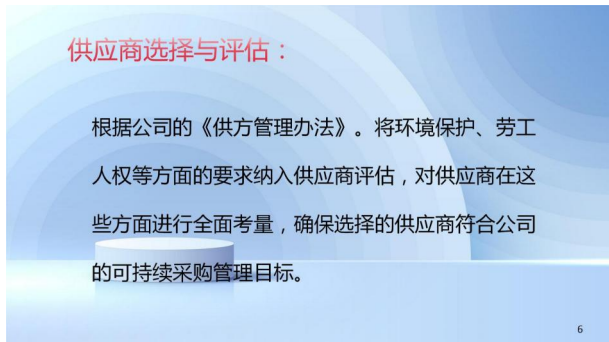 供应商选择与评估：
根据公司的《供方管理办法》。将环境保护、劳工
人权等方面的要求纳入供应商评估，对供应商在这
些方面进行全面考量，确保选择的供应商符合公司
的可持续采购管理目标。
6